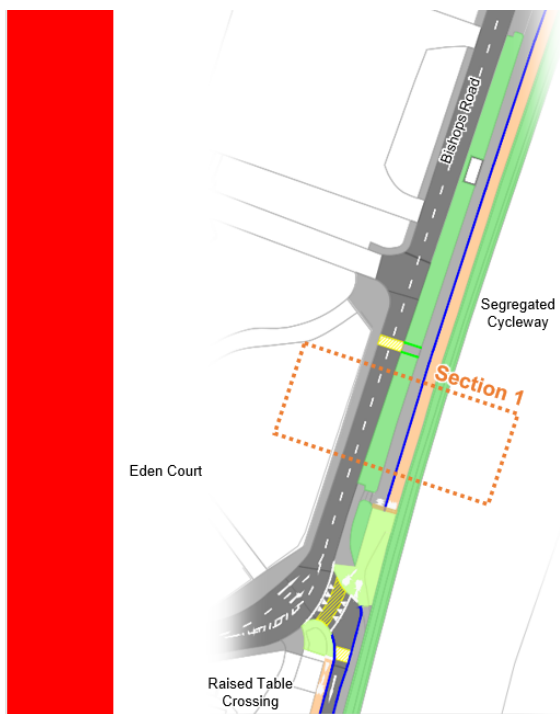 Bishops Road
Segregated
Cycleway
Section 1
Eden Court
Raised Table
Crossing